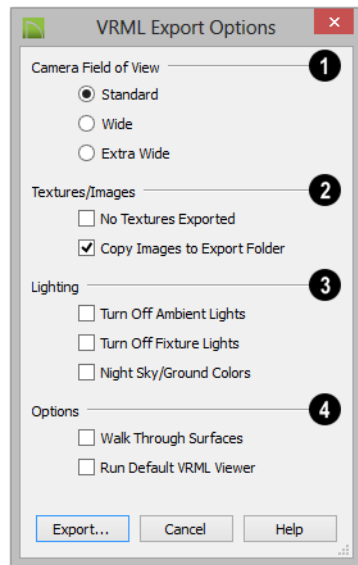 VRML Export Options
Camera Field of View 1
Standard
Wide
Extra Wide
Textures/Images 2
No Textures Exported
Copy Images to Export Folder
Lighting 3
Turn Off Ambient Lights
Turn Off Fixture Lights
Night Sky/Ground Colors
Options 4
Walk Through Surfaces
Run Default VRML Viewer
Export... Cancel Help